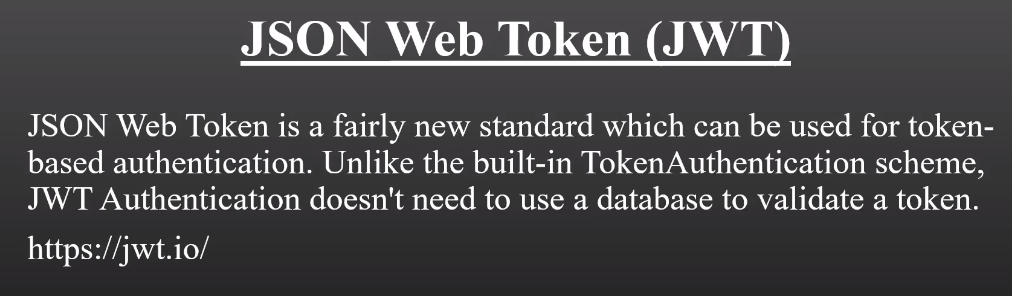 JSON Web Token (JWT)
JSON Web Token is a fairly new standard which can be used for token-
based authentication. Unlike the built-in TokenAuthentication scheme,
JWT Authentication doesn't need to use a database to validate a token.
https://jwt.io/